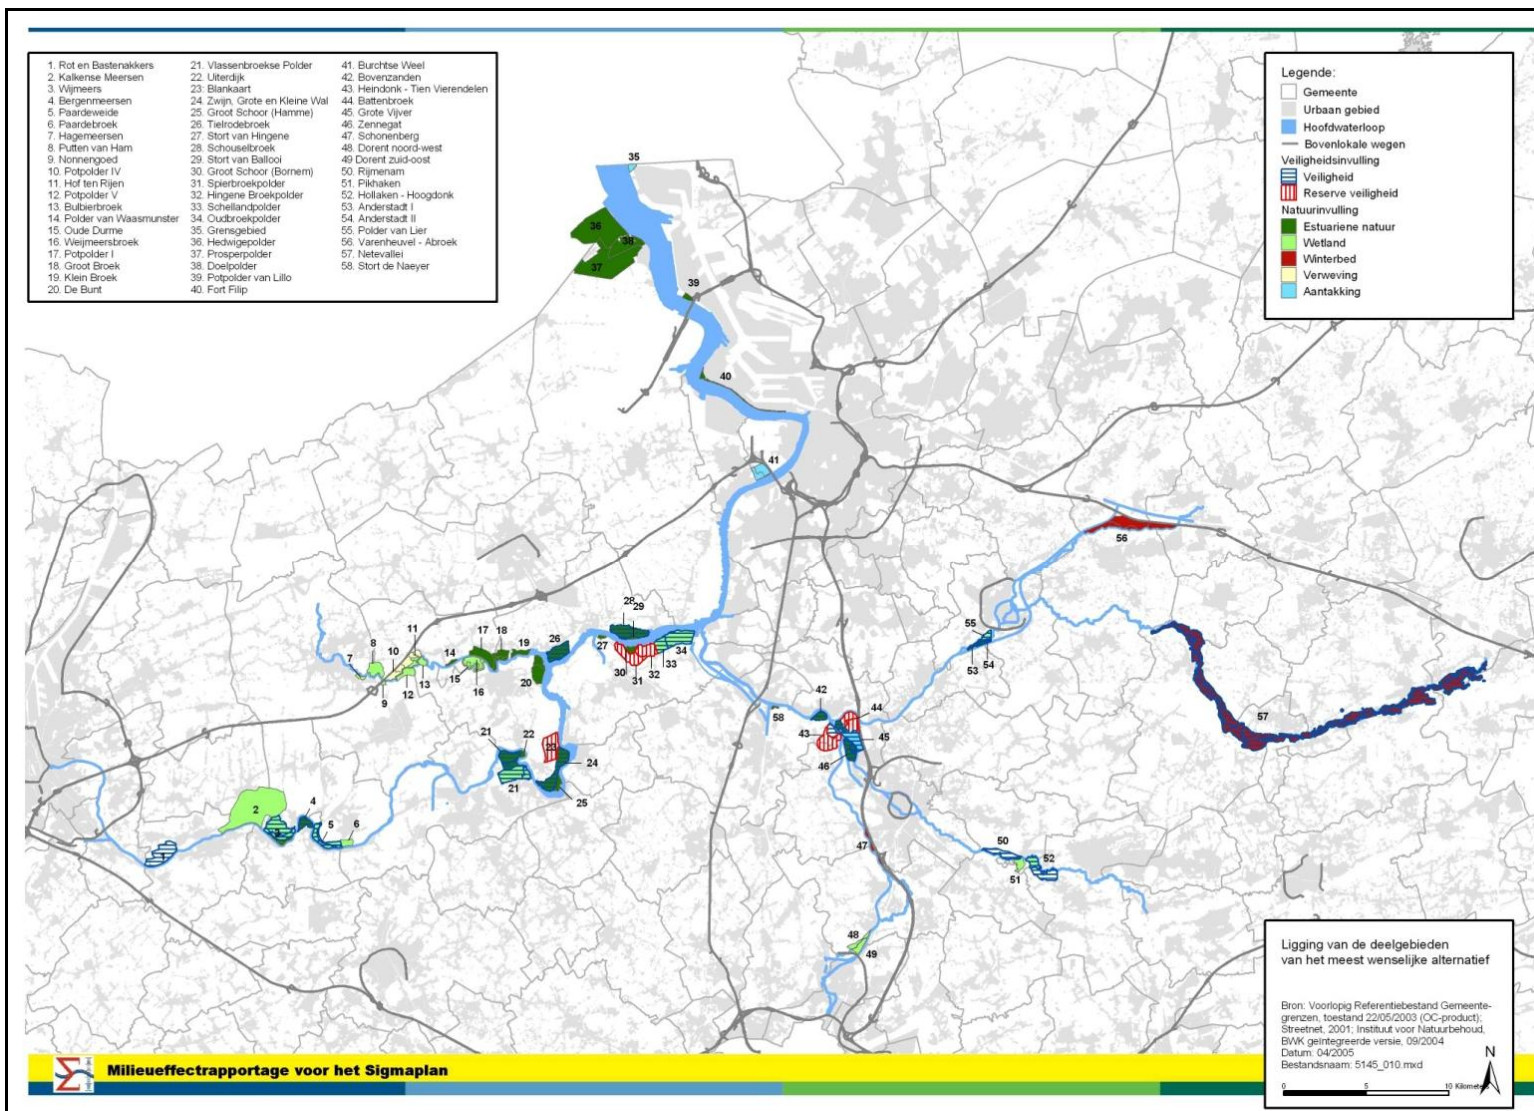 1. Rot en Bastenakkers
2. Kalkense Meersen
3. Wijmeers
4. Bergenmeersen
5. Paardeweide
6. Paardebroek
7. Hagemeersen
8. Putten van Ham
9. Nonnengoed
10. Potpolder IV
11. Hof ten Rijen
12. Potpolder V
13. Bulbierbroek
14. Polder van Waasmunster
15. Oude Durme
16. Weijmeersbroek
17. Potpolder I
18. Groot Broek
19. Klein Broek
20. De Bunt
21. Vlassenbroekse Polder
22. Uiterdijk
23: Blankaart
24. Zwijn, Grote en Kleine Wal
25. Groot Schoor (Hamme)
26. Tielrodebroek
27. Stort van Hingene
28. Schouselbroek
29. Stort van Ballooi
30. Groot Schoor (Bornem)
31. Spierbroekpolder
32. Hingene Broekpolder
33. Schellandpolder
34. Oudbroekpolder
35. Grensgebied
36. Hedwigepolder
37. Prosperpolder
38. Doelpolder
39. Potpolder van Lillo
40. Fort Filip
41. Burchtse Weel
42. Bovenzanden
43. Heindonk - Tien Vierendelen
44. Battenbroek
45. Grote Vijver
46. Zennegat
47. Schonenberg
48. Dorent noord-west
49 Dorent zuid-oost
50. Rijmenam
51. Pikhaken
52. Hollaken - Hoogdonk
53. Anderstadt I
54. Anderstadt II
55. Polder van Lier
56. Varenheuvel - Abroek
57. Netevallei
58. Stort de Naeyer
Legende:
Gemeente
Urbaan gebied
Hoofdwaterloop
Bovenlokale wegen
Veiligheidsinvulling
Veiligheid
Reserve veiligheid
Natuurinvulling
Estuariene natuur
Wetland
Winterbed
Verweving
Aantakking
35
36
38
37
39
40
41
56
28
29
55
53
54
17
18
19
26
27
11
8
10
14
7
15
16
20
30
31
32
33
34
12
13
9
57
58
42
44
43
45
46
21
22
23
24
21
25
2
4
3
5
6
1
47
50
52
51
48
49
Ligging van de deelgebieden
van het meest wenselijke alternatief
Bron: Voorlopig Referentiebestand Gemeente-
grenzen, toestand 22/05/2003 (OC-product);
Streetnet, 2001; Instituut voor Natuurbehoud,
BWK geïntegreerde versie, 09/2004
Datum: 04/2005
Bestandsnaam: 5145_010.mxd
N
0 5 10 Kilometers
Milieueffectrapportage voor het Sigmaplan